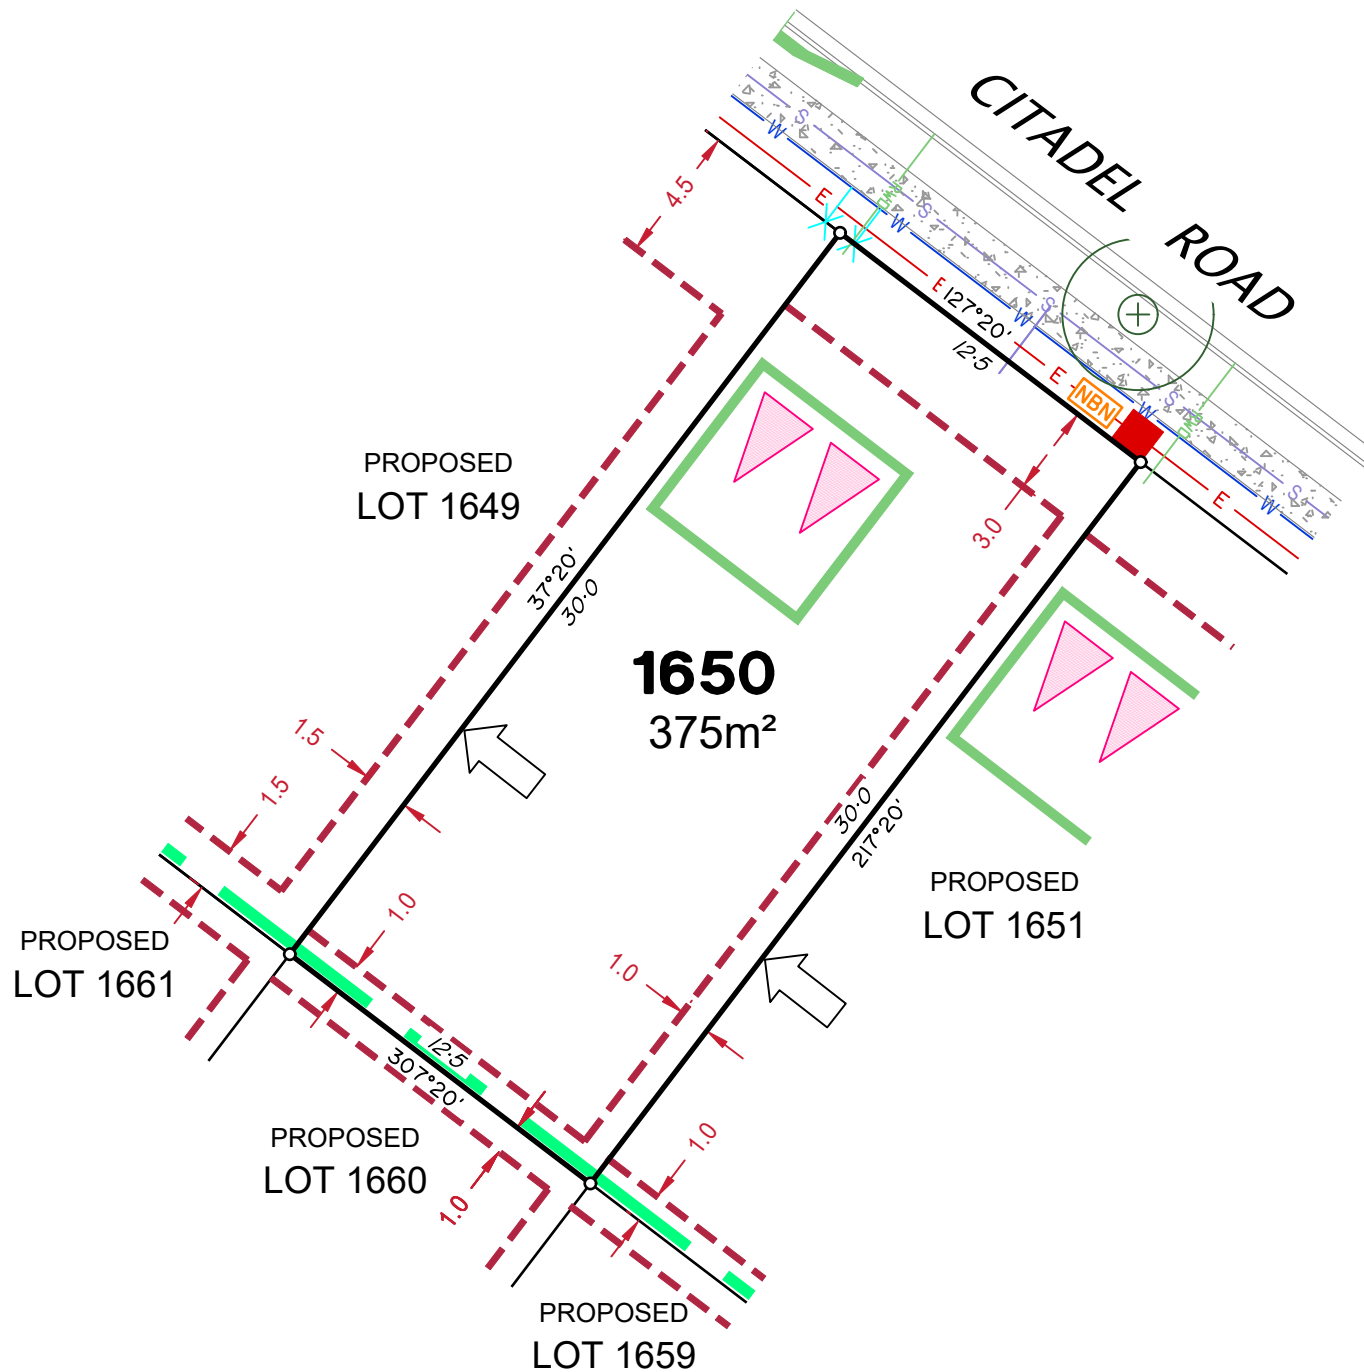 CITADEL ROAD
4.5
W
S
E
W
S
E
127°20'
12·5
W
S
E
NBN
W
S
E
W
S
3.0
PROPOSED
LOT 1649
37°20'
30·0
1650
375m²
1.5
1.5
30·0
217°20'
PROPOSED
LOT 1651
1.0
1.0
PROPOSED
LOT 1661
12·5
307°20'
PROPOSED
LOT 1660
1.0
1.0
PROPOSED
LOT 1659